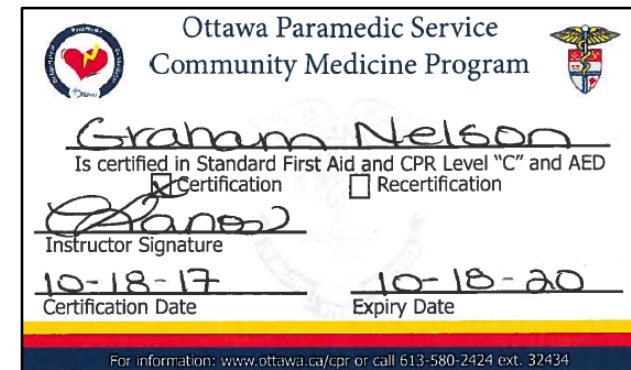 Ottawa Paramedic Service
Community Medicine Program
Graham Nelson
Is certified in Standard First Aid and CPR Level “C” and AED
Certification Recertification
Instructor Signature
10-18-17 10-18-20
Certification Date Expiry Date
For information: www.ottawa.ca/cpr or call 613-580-2424 ext. 32434